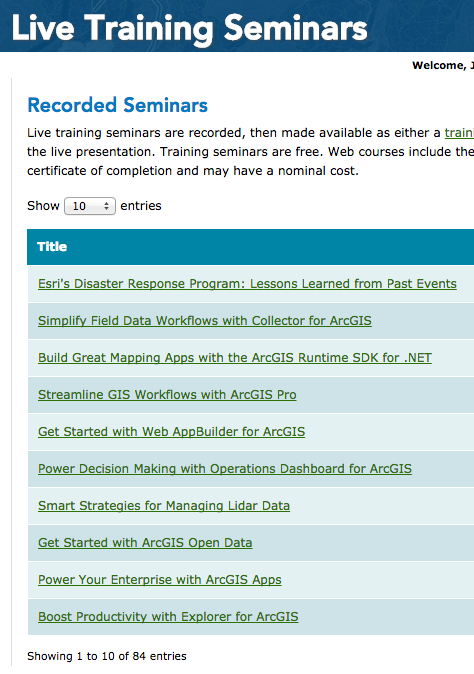 Live Training Seminars
Welcome,
Recorded Seminars
Live training seminars are recorded, then made available as either a
the live presentation. Training seminars are free. Web courses include the
certificate of completion and may have a nominal cost.
Show 10 entries
Title
Esri's Disaster Response Program: Lessons Learned from Past Events
Simplify Field Data Workflows with Collector for ArcGIS
Build Great Mapping Apps with the ArcGIS Runtime SDK for .NET
Streamline GIS Workflows with ArcGIS Pro
Get Started with Web AppBuilder for ArcGIS
Power Decision Making with Operations Dashboard for ArcGIS
Smart Strategies for Managing Lidar Data
Get Started with ArcGIS Open Data
Power Your Enterprise with ArcGIS Apps
Boost Productivity with Explorer for ArcGIS
Showing 1 to 10 of 84 entries